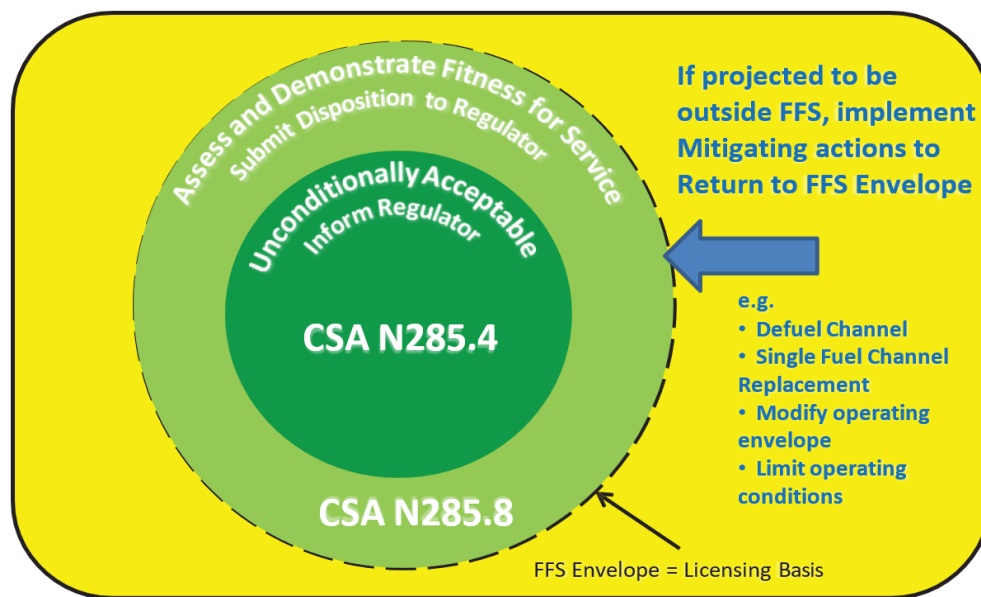 Assess and Demonstrate Fitness for Service
Submit Disposition to Regulator
Unconditionally Acceptable
Inform Regulator
CSA N285.4
CSA N285.8
If projected to be
outside FFS, implement
Mitigating actions to
Return to FFS Envelope
e.g.
• Defuel Channel
• Single Fuel Channel
Replacement
• Modify operating
envelope
• Limit operating
conditions
FFS Envelope = Licensing Basis